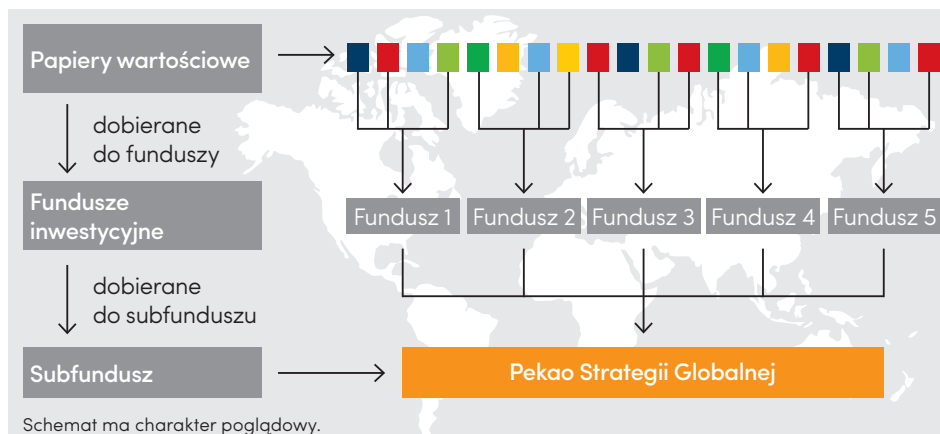 Papiery wartościowe
dobierane
do funduszy
Fundusze
inwestycyjne
Fundusz 1
Fundusz 2
Fundusz 3
Fundusz 4
Fundusz 5
dobierane
do subfunduszu
Subfundusz
Pekao Strategii Globalnej
Schemat ma charakter poglądowy.